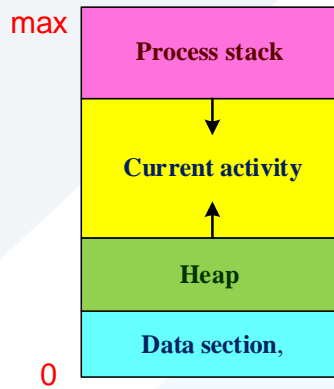 max
Process stack
Current activity
Heap
Data section,
0